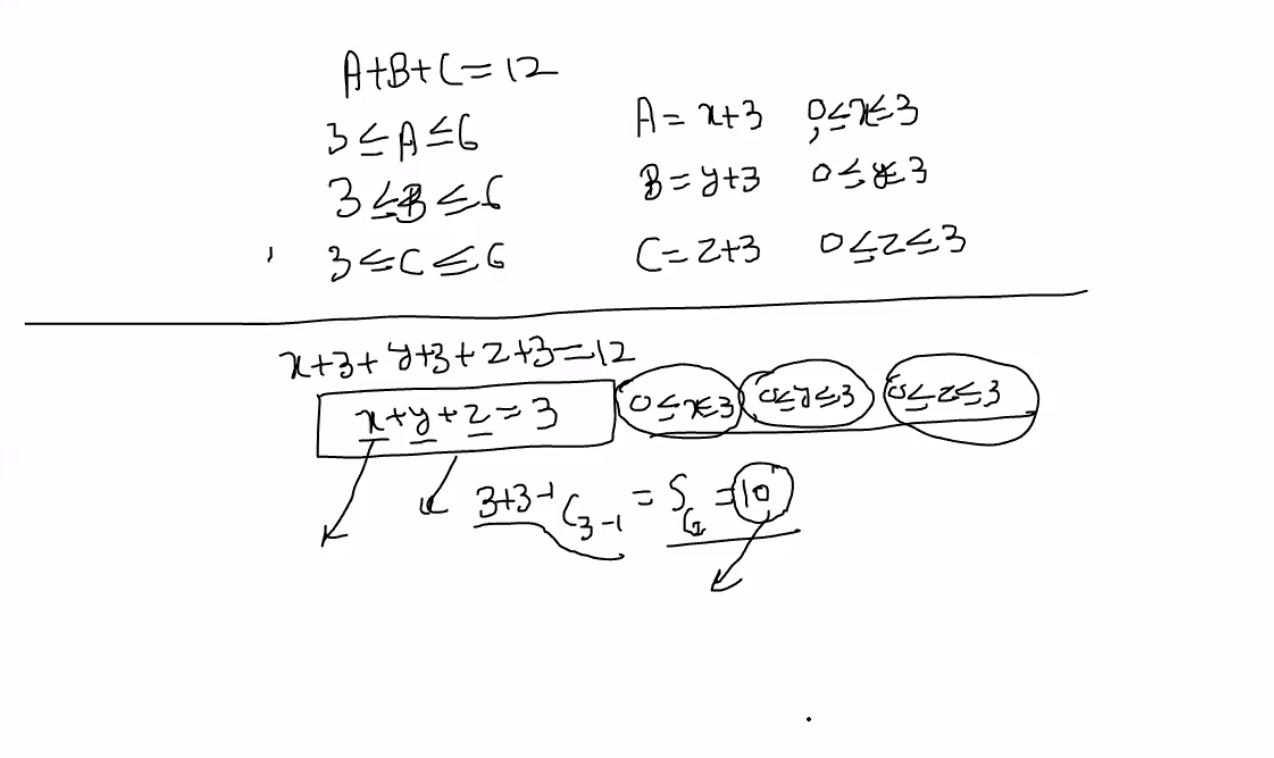 A+B+C=12
3≤A≤6
A=x+3, 0≤x≤3
3≤B≤6
B=y+3 0≤y≤3
3≤C≤6
C=z+3 0≤z≤3
x+3+y+3+z+3=12
x+y+z=3 0≤x≤3 0≤y≤3 0≤z≤3
3+3-1C3-1 = 5C2 = 10